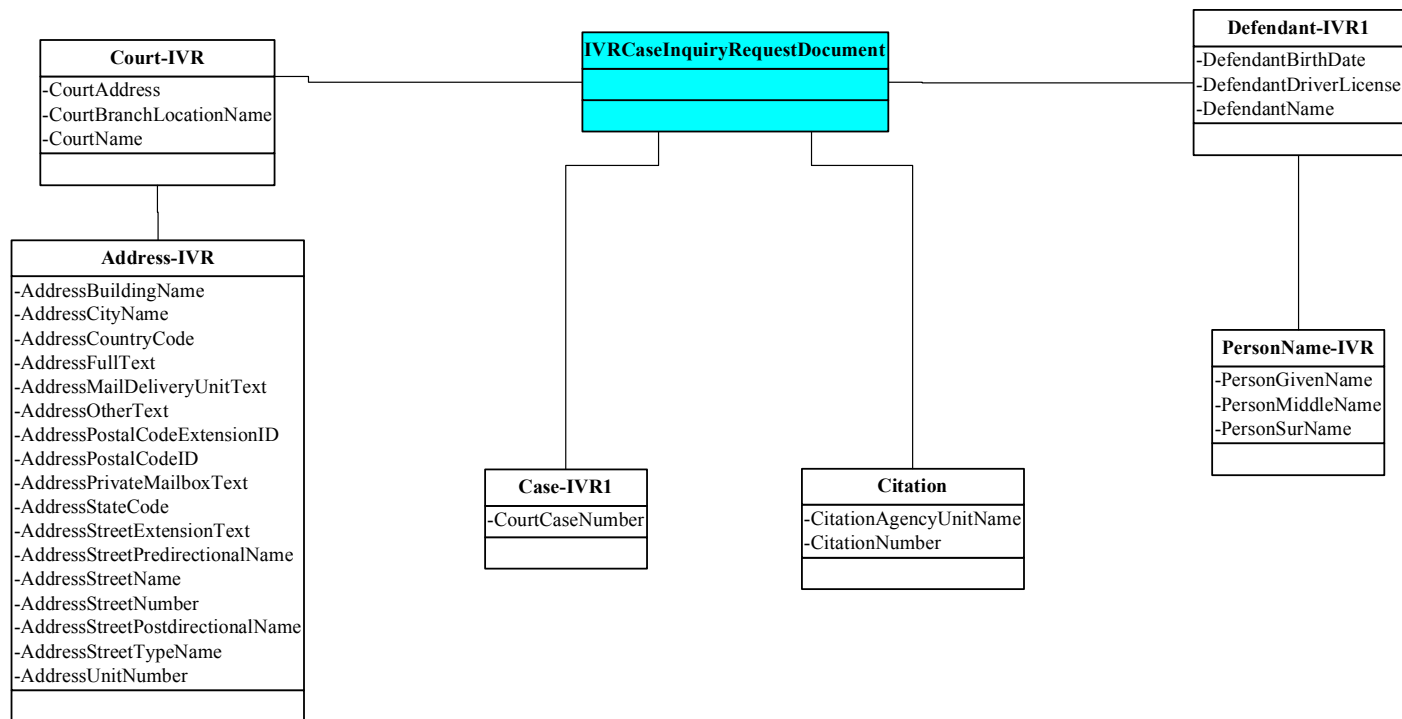 Court-IVR
-CourtAddress
-CourtBranchLocationName
-CourtName
IVRCaseInquiryRequestDocument
Defendant-IVR1
-DefendantBirthDate
-DefendantDriverLicense
-DefendantName
Address-IVR
-AddressBuildingName
-AddressCityName
-AddressCountryCode
-AddressFullText
-AddressMailDeliveryUnitText
-AddressOtherText
-AddressPostalCodeExtensionID
-AddressPostalCodeID
-AddressPrivateMailboxText
-AddressStateCode
-AddressStreetExtensionText
-AddressStreetPredirectionalName
-AddressStreetName
-AddressStreetNumber
-AddressStreetPostdirectionalName
-AddressStreetTypeName
-AddressUnitNumber
Case-IVR1
-CourtCaseNumber
Citation
-CitationAgencyUnitName
-CitationNumber
PersonName-IVR
-PersonGivenName
-PersonMiddleName
-PersonSurName